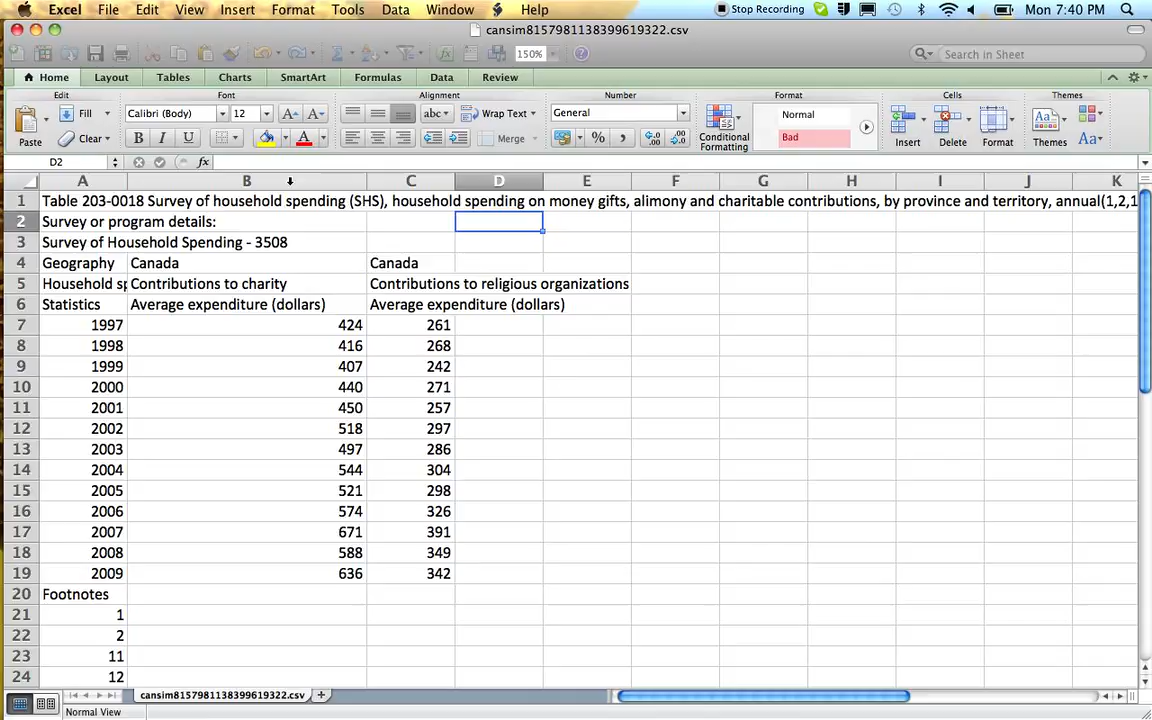 Excel File Edit View Insert Format Tools Data Window Help Stop Recording Mon 7:40 PM
cansim8157981138399619322.csv
150% Search in Sheet
Home Layout Tables Charts SmartArt Formulas Data Review
Edit Font Alignment Number Format Cells Themes
Paste Fill Clear Calibri (Body) 12 abc Wrap Text General Conditional Formatting Normal Insert Delete Format Themes Aa
B I U A Merge % Bad Aa
D2 fx
A B C D E F G H I J K
1 Table 203-0018 Survey of household spending (SHS), household spending on money gifts, alimony and charitable contributions, by province and territory, annual(1,2,1
2 Survey or program details:
3 Survey of Household Spending - 3508
4 Geography Canada Canada
5 Household sp Contributions to charity Contributions to religious organizations
6 Statistics Average expenditure (dollars) Average expenditure (dollars)
7 1997 424 261
8 1998 416 268
9 1999 407 242
10 2000 440 271
11 2001 450 257
12 2002 518 297
13 2003 497 286
14 2004 544 304
15 2005 521 298
16 2006 574 326
17 2007 671 391
18 2008 588 349
19 2009 636 342
20 Footnotes
21 1
22 2
23 11
24 12
cansim8157981138399619322.csv
Normal View